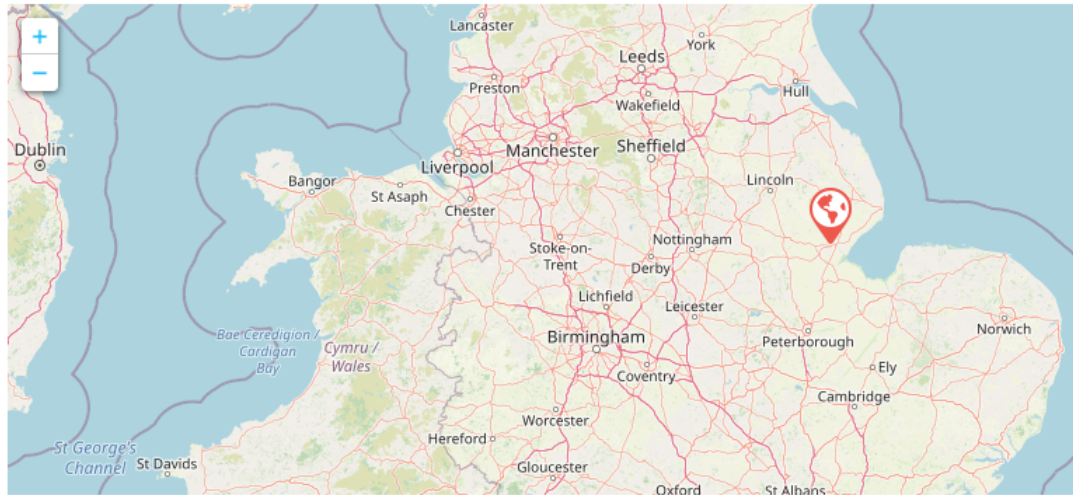 Lancaster
York
+
Leeds
Preston
Hull
−
Wakefield
Dublin
Manchester
Sheffield
Liverpool
Lincoln
Bangor
St Asaph
Chester
Stoke-on-
Trent
Nottingham
Derby
Lichfield
Leicester
Norwich
Bae Ceredigion /
Cardigan
Bay
Cymru /
Wales
Birmingham
Peterborough
Coventry
Ely
Cambridge
Worcester
Hereford
St George's
Channel
St Davids
Gloucester
Oxford
St Albans